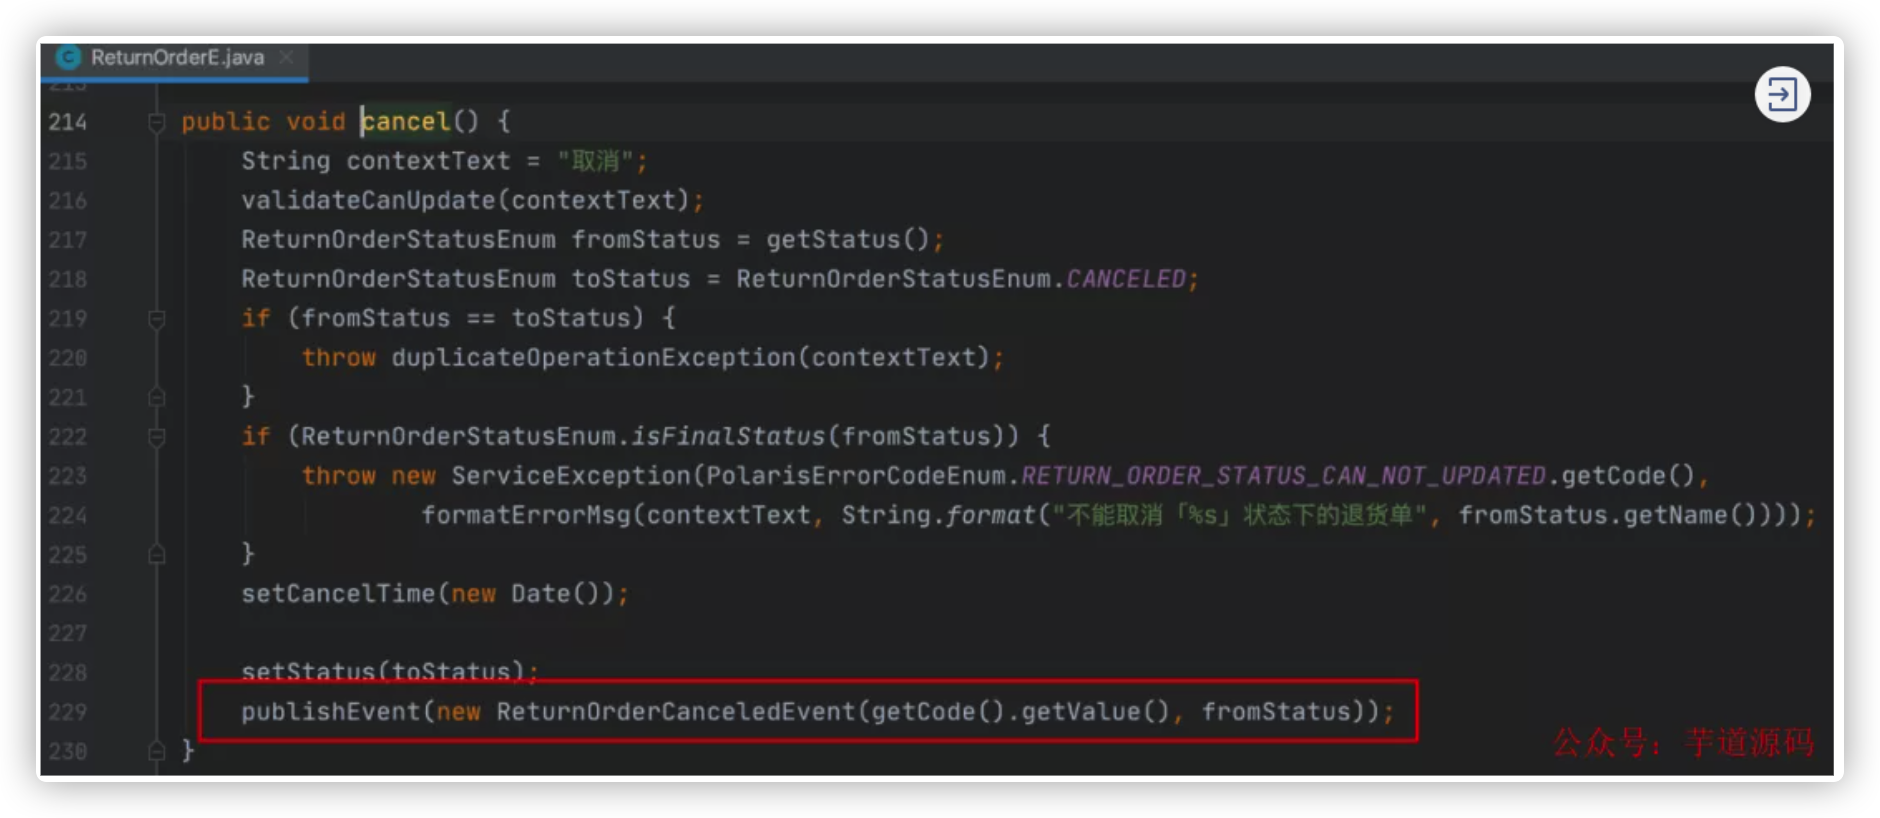 ReturnOrderE.java
213
214 public void cancel() {
215 String contextText = "取消";
216 validateCanUpdate(contextText);
217 ReturnOrderStatusEnum fromStatus = getStatus();
218 ReturnOrderStatusEnum toStatus = ReturnOrderStatusEnum.CANCELED;
219 if (fromStatus == toStatus) {
220 throw duplicateOperationException(contextText);
221 }
222 if (ReturnOrderStatusEnum.isFinalStatus(fromStatus)) {
223 throw new ServiceException(PolarisErrorCodeEnum.RETURN_ORDER_STATUS_CAN_NOT_UPDATED.getCode(),
224 formatErrorMsg(contextText, String.format("不能取消「%s」状态下的退货单", fromStatus.getName())));
225 }
226 setCancelTime(new Date());
227
228 setStatus(toStatus);
229 publishEvent(new ReturnOrderCanceledEvent(getCode().getValue(), fromStatus));
230 }
公众号：芋道源码